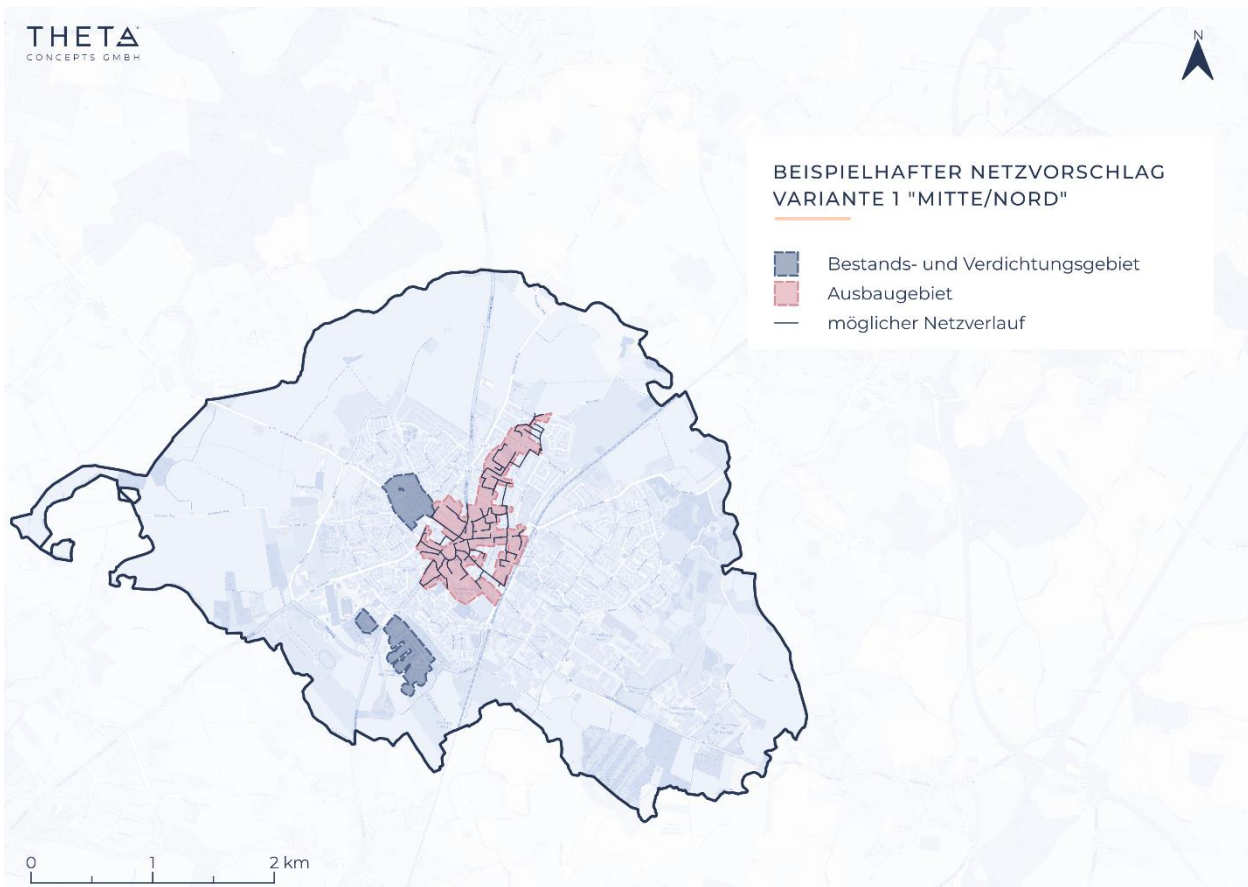 THETA
CONCEPTS GMBH
N
BEISPIELHAFTER NETZVORSCHLAG
VARIANTE 1 "MITTE/NORD"
Bestands- und Verdichtungsgebiet
Ausbaugebiet
möglicher Netzverlauf
0 1 2 km